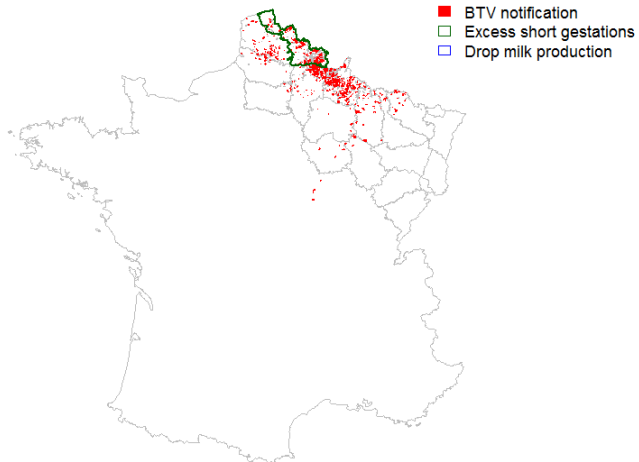 BTV notification
Excess short gestations
Drop milk production